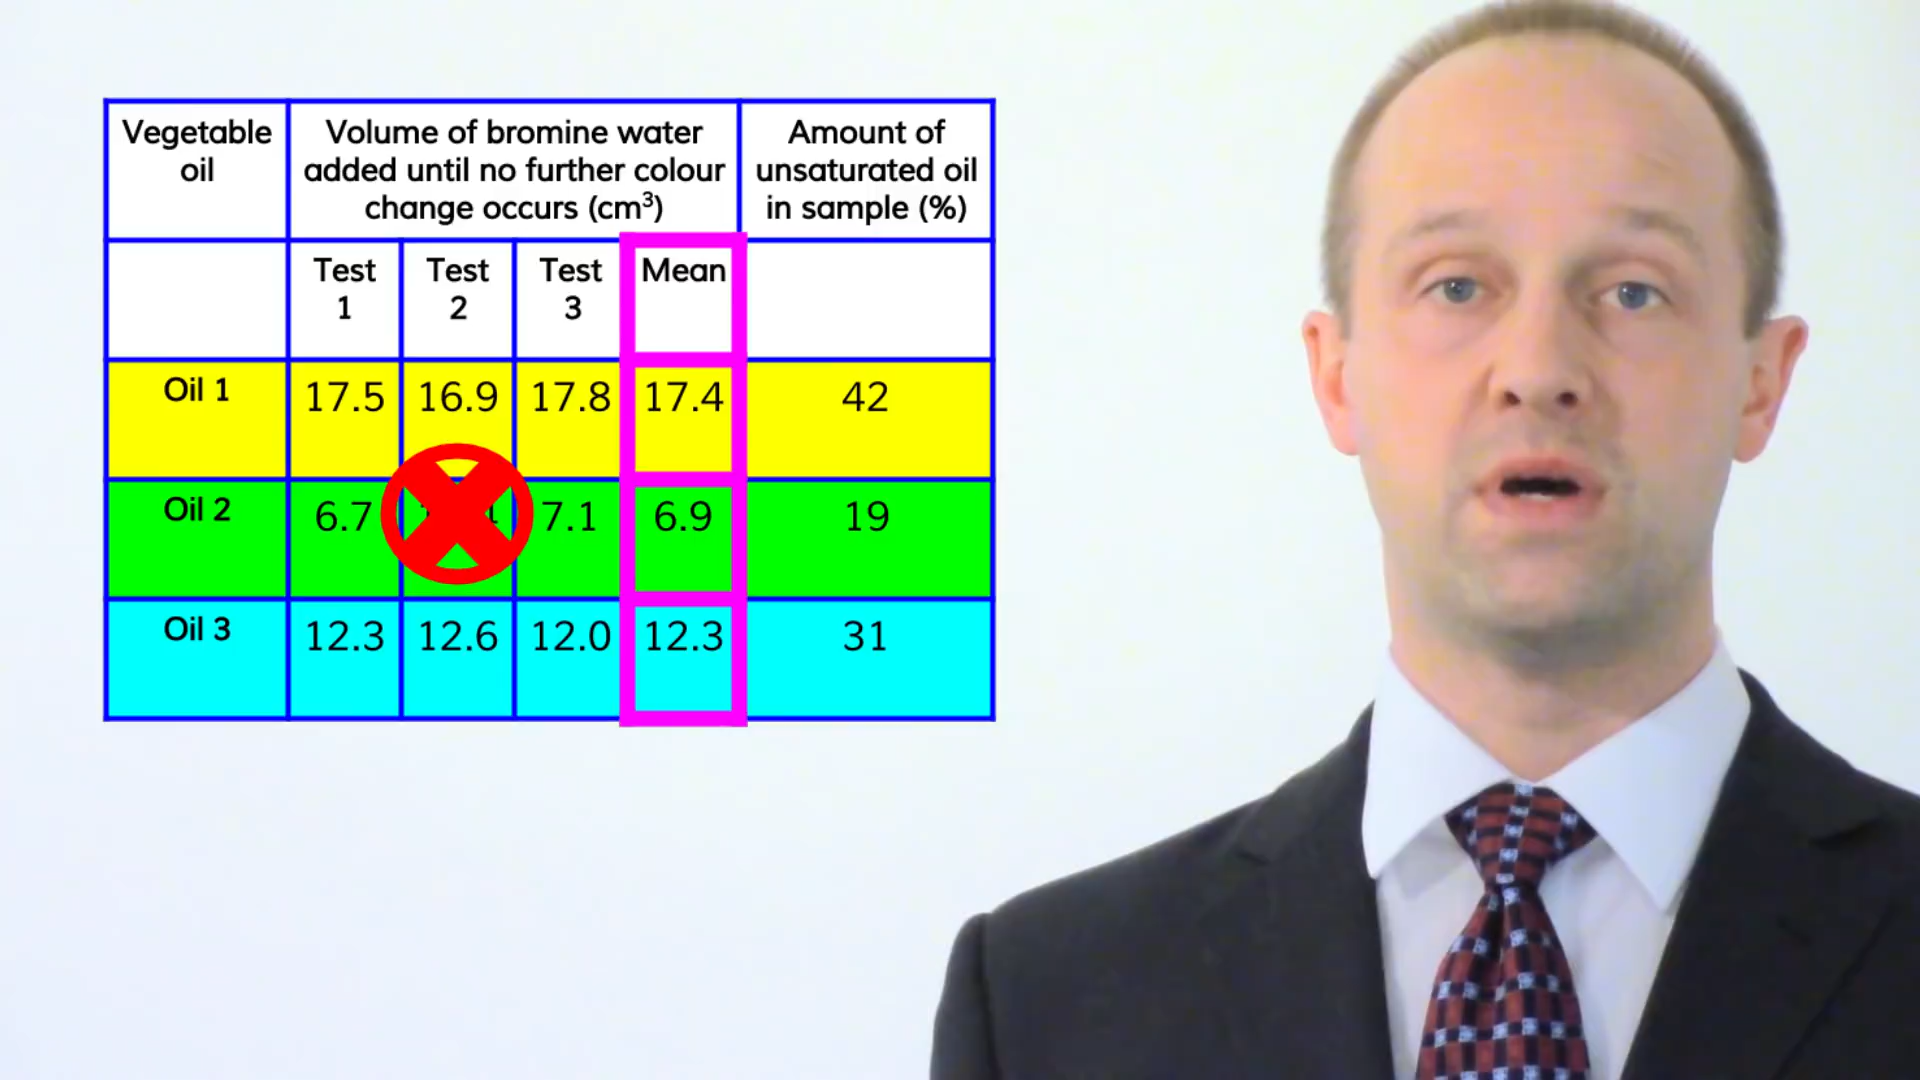 Vegetable
oil
Volume of bromine water
added until no further colour
change occurs (cm³)
Amount of
unsaturated oil
in sample (%)
Test
1
Test
2
Test
3
Mean
Oil 1
17.5
16.9
17.8
17.4
42
Oil 2
6.7
7.1
6.9
19
Oil 3
12.3
12.6
12.0
12.3
31